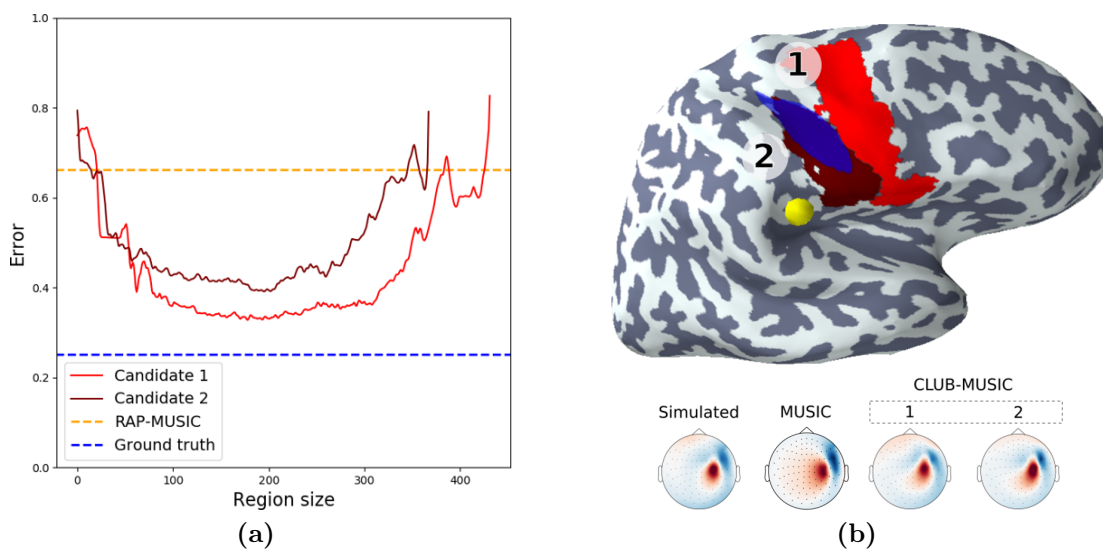 1.0
0.8
0.6
0.4
0.2
0.0
Error
0 100 200 300 400
Region size
Candidate 1
Candidate 2
RAP-MUSIC
Ground truth
(a)
1
2
CLUB-MUSIC
Simulated MUSIC 1 2
(b)